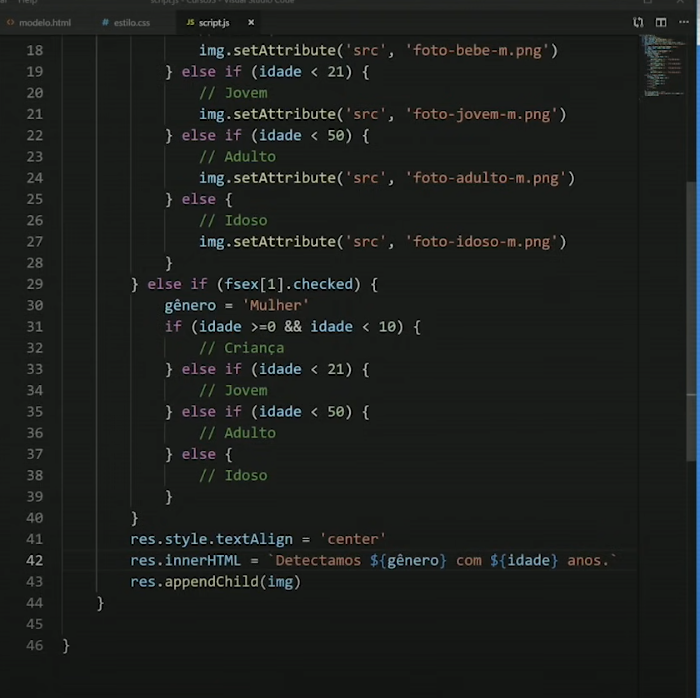 modelo.html # estilo.css JS script.js ×
18 img.setAttribute('src', 'foto-bebe-m.png')
19 } else if (idade < 21) {
20 // Jovem
21 img.setAttribute('src', 'foto-jovem-m.png')
22 } else if (idade < 50) {
23 // Adulto
24 img.setAttribute('src', 'foto-adulto-m.png')
25 } else {
26 // Idoso
27 img.setAttribute('src', 'foto-idoso-m.png')
28 }
29 } else if (fsex[1].checked) {
30 gênero = 'Mulher'
31 if (idade >=0 && idade < 10) {
32 // Criança
33 } else if (idade < 21) {
34 // Jovem
35 } else if (idade < 50) {
36 // Adulto
37 } else {
38 // Idoso
39 }
40 }
41 res.style.textAlign = 'center'
42 res.innerHTML = `Detectamos ${gênero} com ${idade} anos.`
43 res.appendChild(img)
44 }
45
46 }